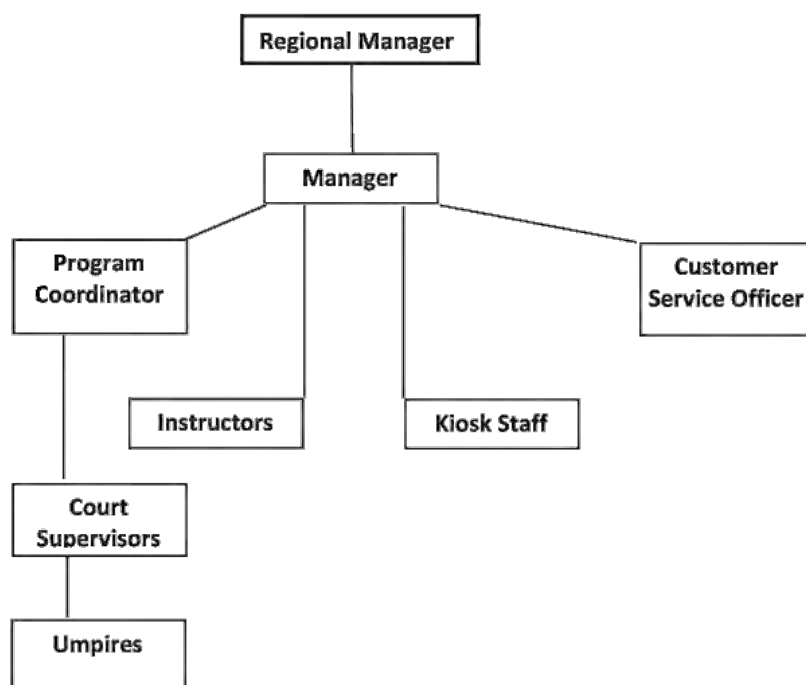 Regional Manager
Manager
Program
Coordinator
Customer
Service Officer
Instructors
Kiosk Staff
Court
Supervisors
Umpires